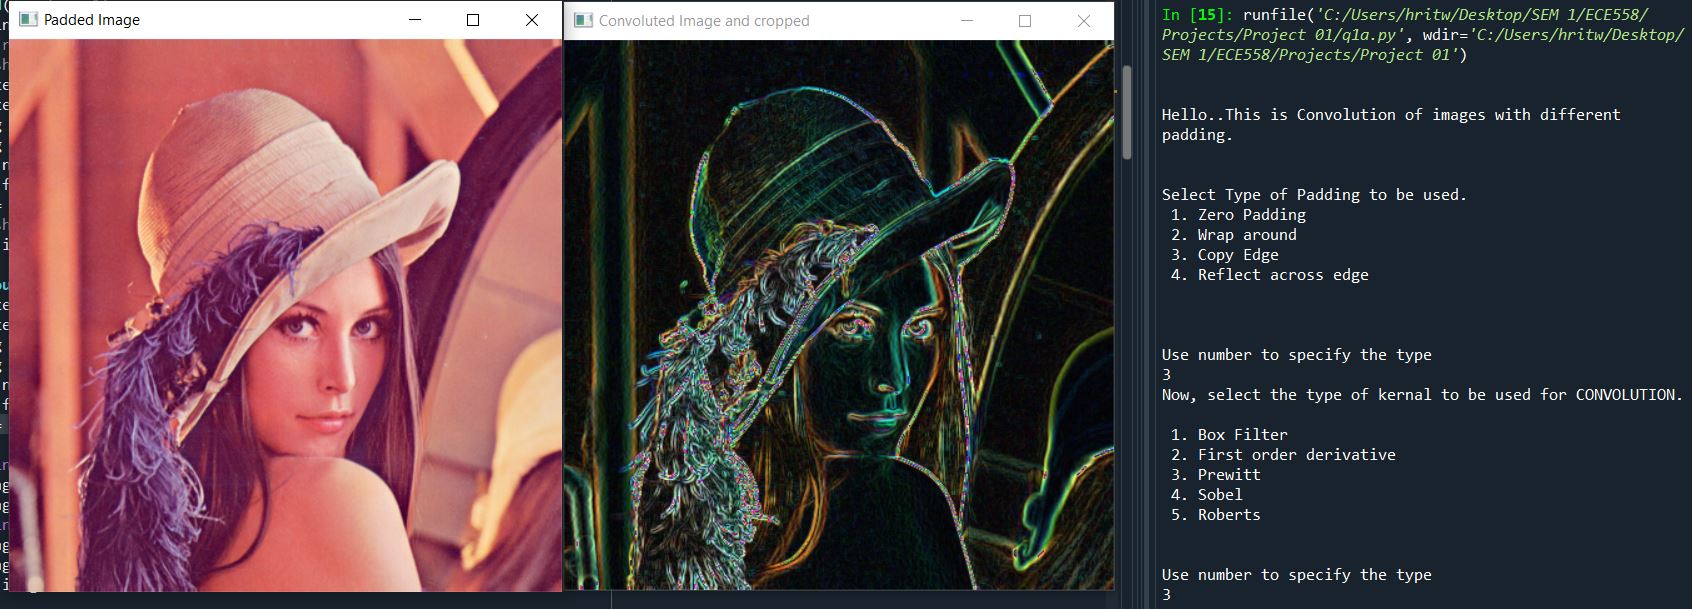 Padded Image
Convoluted Image and cropped
In [15]: runfile('C:/Users/hritw/Desktop/SEM 1/ECE558/
Projects/Project 01/q1a.py', wdir='C:/Users/hritw/Desktop/
SEM 1/ECE558/Projects/Project 01')
Hello..This is Convolution of images with different
padding.
Select Type of Padding to be used.
1. Zero Padding
2. Wrap around
3. Copy Edge
4. Reflect across edge
Use number to specify the type
3
Now, select the type of kernal to be used for CONVOLUTION.
1. Box Filter
2. First order derivative
3. Prewitt
4. Sobel
5. Roberts
Use number to specify the type
3